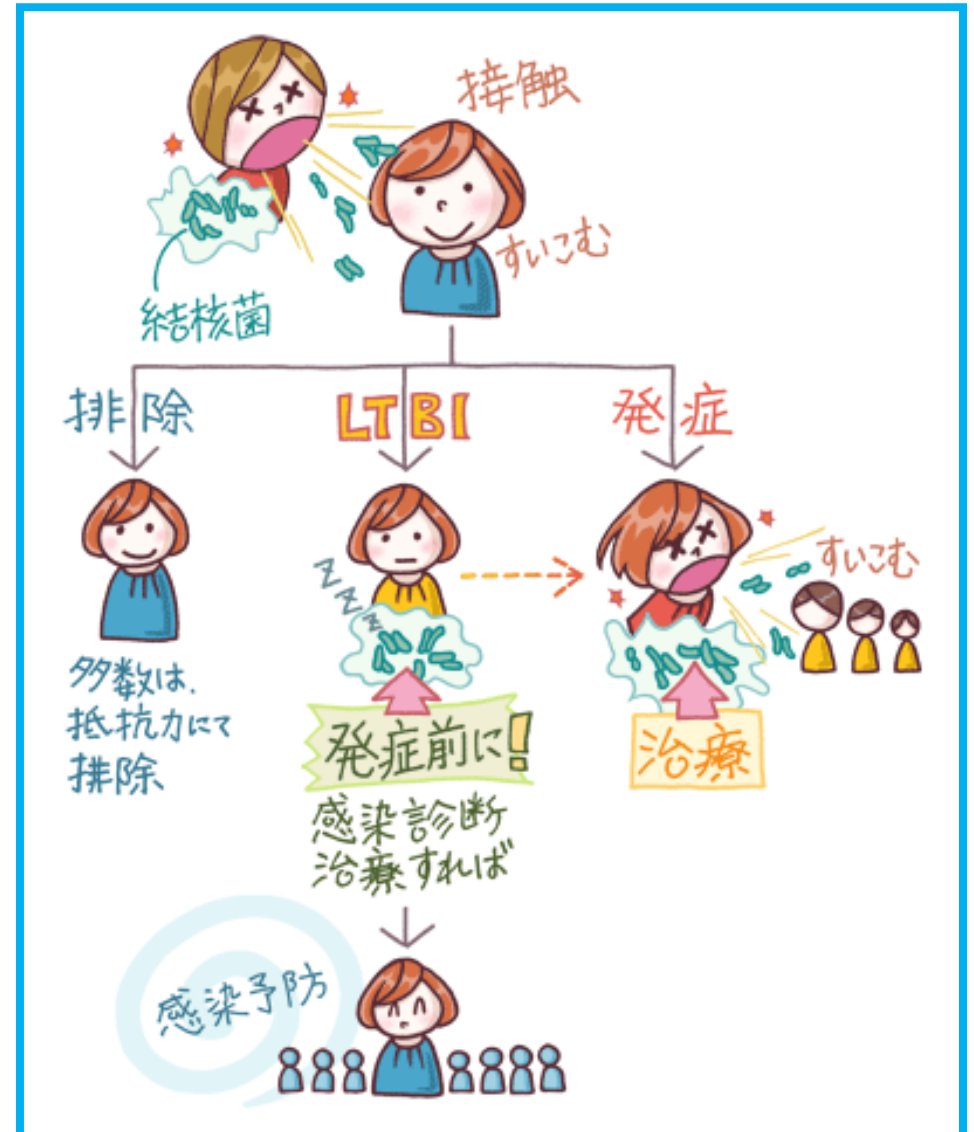 接触
すいこむ
結核菌
排除
LTBI
発症
すいこむ
z
z
z
多数は、
抵抗力にて
排除
発症前に!
感染診断
治療すれば
治療
感染予防